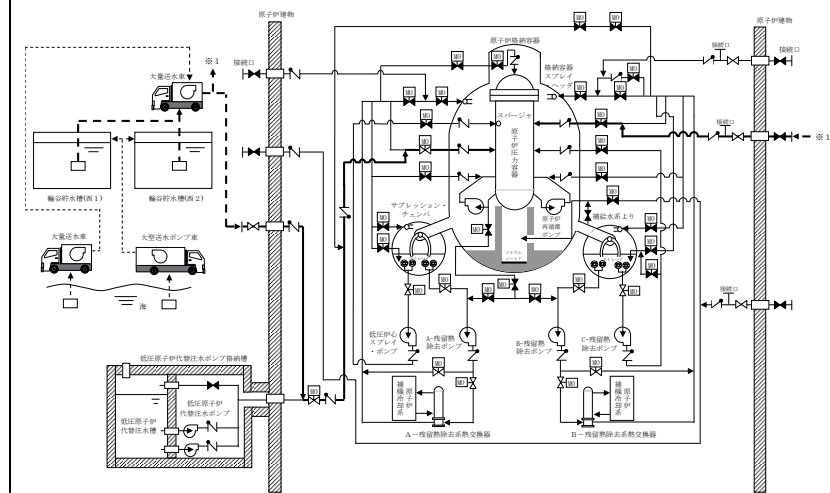 原子炉建物
原子炉建物
※1
接続口
大量送水車
輪谷貯水槽(西1)
輪谷貯水槽(西2)
大量送水車
大型送水ポンプ車
海
原子炉格納容器
格納容器
スプレイ・
ヘッダ
スパージャ
原子炉圧力容器
サプレッション・
チェンバ
原子炉
再循環
ポンプ
補給水系より
接続口
接続口
接続口
※1
接続口
MO
低圧炉心
スプレイ
・ポンプ
A-残留熱
除去ポンプ
B-残留熱
除去ポンプ
C-残留熱
除去ポンプ
原子炉
補機冷却系
原子炉
補機冷却系
A-残留熱除去系熱交換器
B-残留熱除去系熱交換器
低圧原子炉代替注水ポンプ格納槽
低圧原子炉
代替注水槽
低圧原子炉
代替注水ポンプ